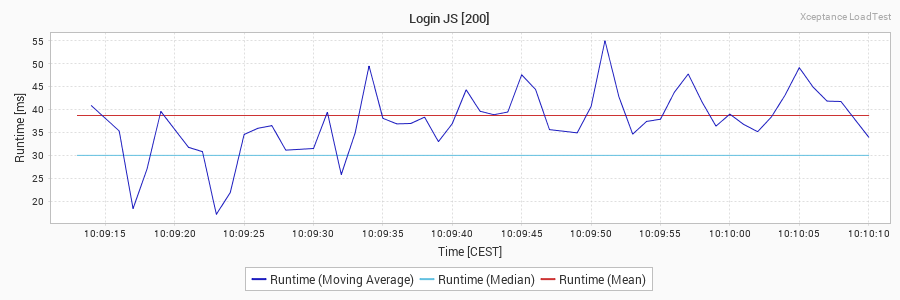 Login JS [200]
Xceptance LoadTest
Runtime [ms]
55
50
45
40
35
30
25
20
10:09:15 10:09:20 10:09:25 10:09:30 10:09:35 10:09:40 10:09:45 10:09:50 10:09:55 10:10:00 10:10:05 10:10:10
Time [CEST]
Runtime (Moving Average) Runtime (Median) Runtime (Mean)